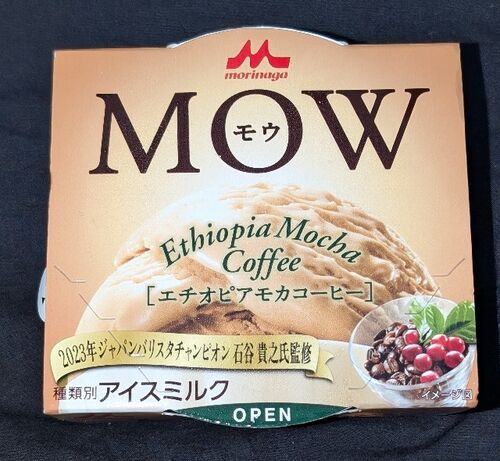 morinaga
MOW
モウ
Ethiopia Mocha
Coffee
[エチオピアモカコーヒー]
2023年ジャパンバリスタチャンピオン 石谷 貴之氏監修
種類別 アイスミルク
イメージ図
OPEN